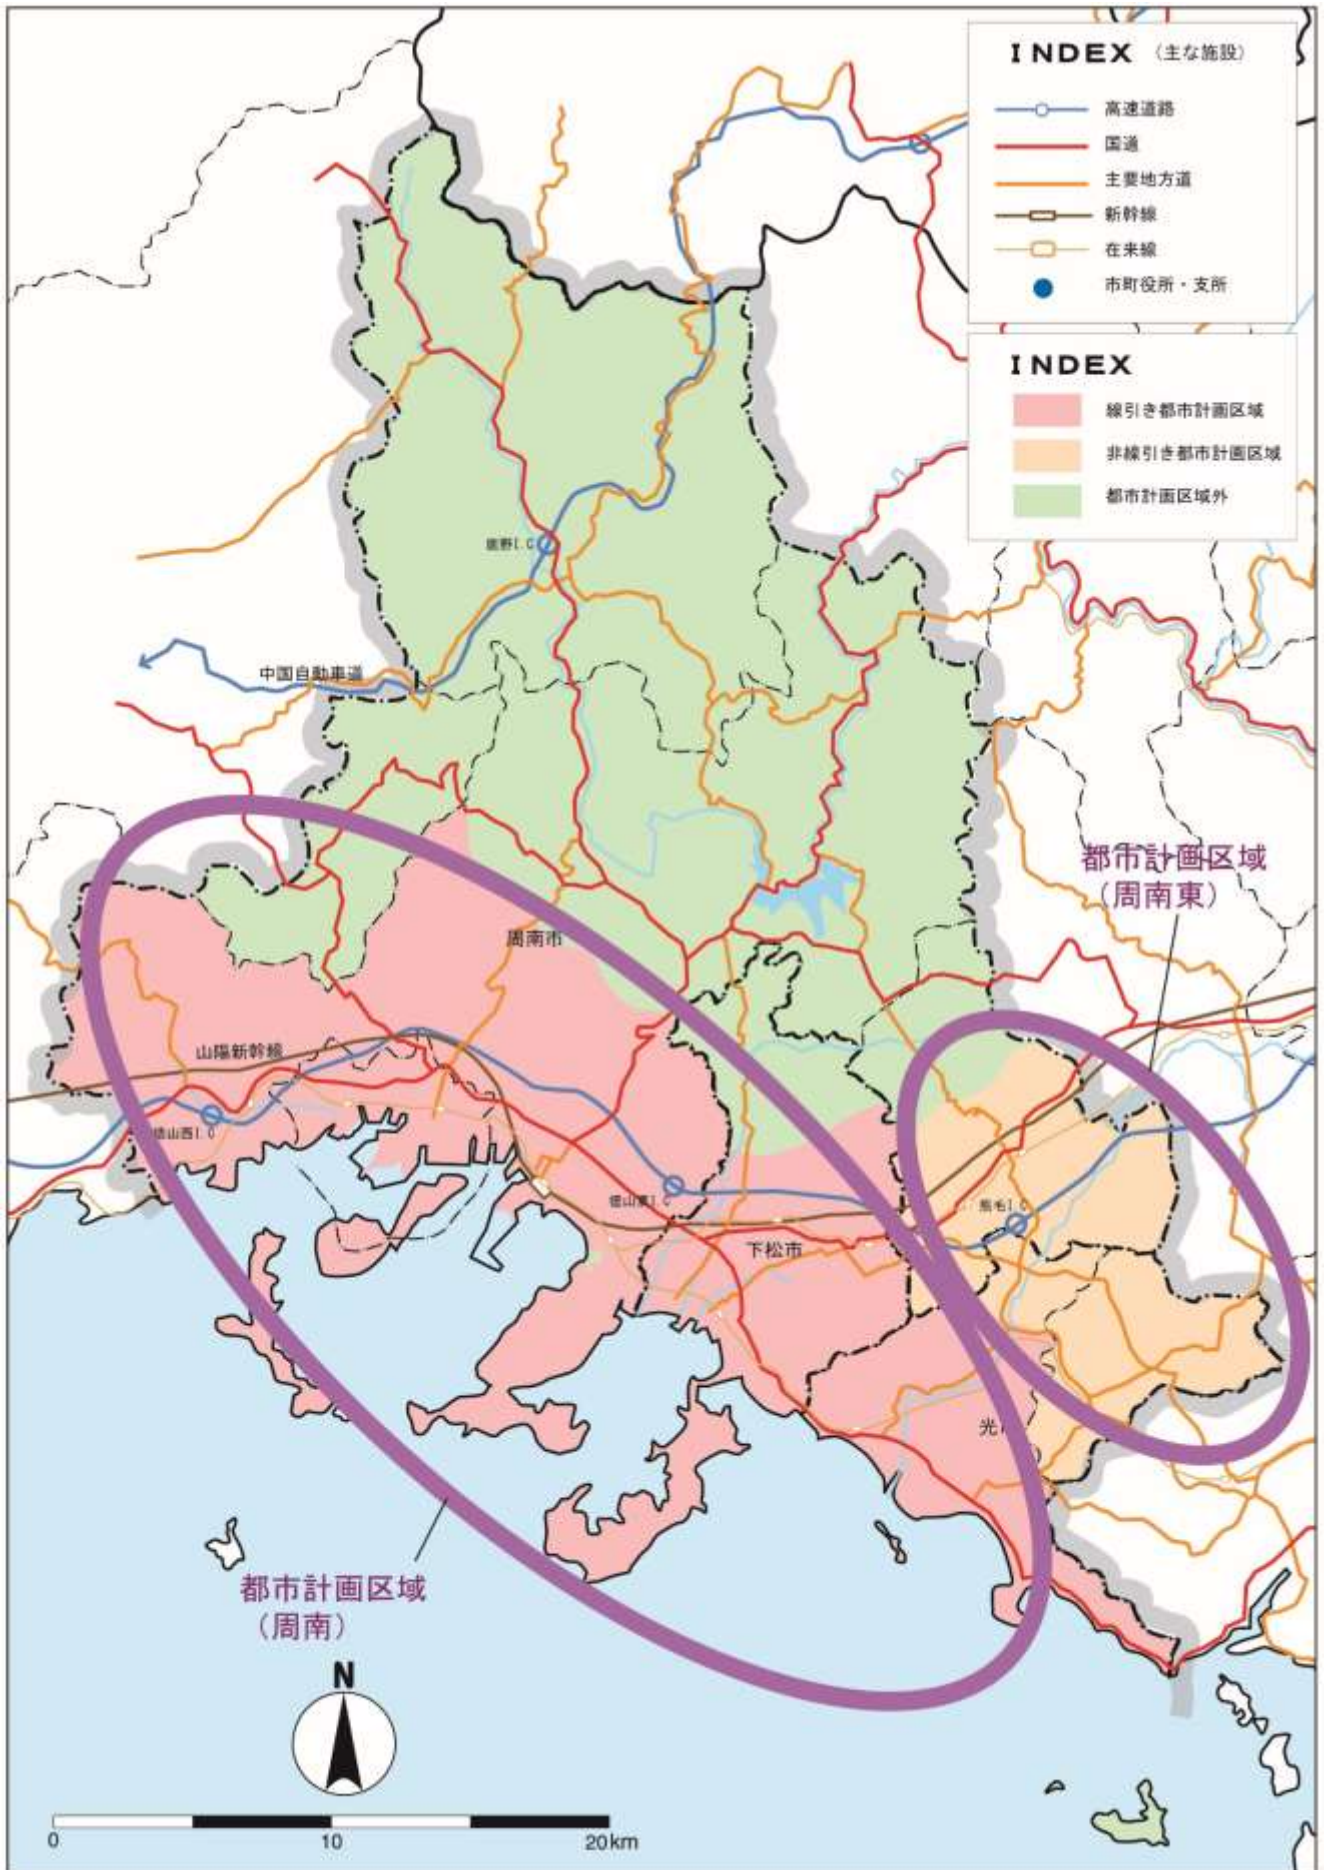 INDEX (主な施設)
高速道路
国道
主要地方道
新幹線
在来線
市町役所・支所
INDEX
線引き都市計画区域
非線引き都市計画区域
都市計画区域外
鹿野I.C
中国自動車道
都市計画区域
(周南東)
周南市
山陽新幹線
徳山西I.C
徳山東I.C
熊毛I.C
下松市
光
都市計画区域
(周南)
N
0 10 20km